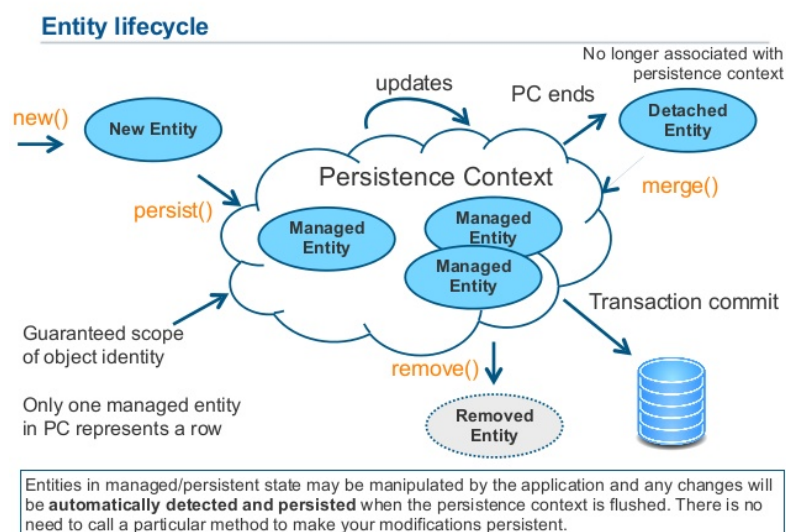 Entity lifecycle
No longer associated with
persistence context
updates
PC ends
new()
New Entity
Detached
Entity
Persistence Context
persist()
merge()
Managed
Entity
Managed
Entity
Managed
Entity
Transaction commit
Guaranteed scope
of object identity
remove()
Only one managed entity
in PC represents a row
Removed
Entity
Entities in managed/persistent state may be manipulated by the application and any changes will
be automatically detected and persisted when the persistence context is flushed. There is no
need to call a particular method to make your modifications persistent.